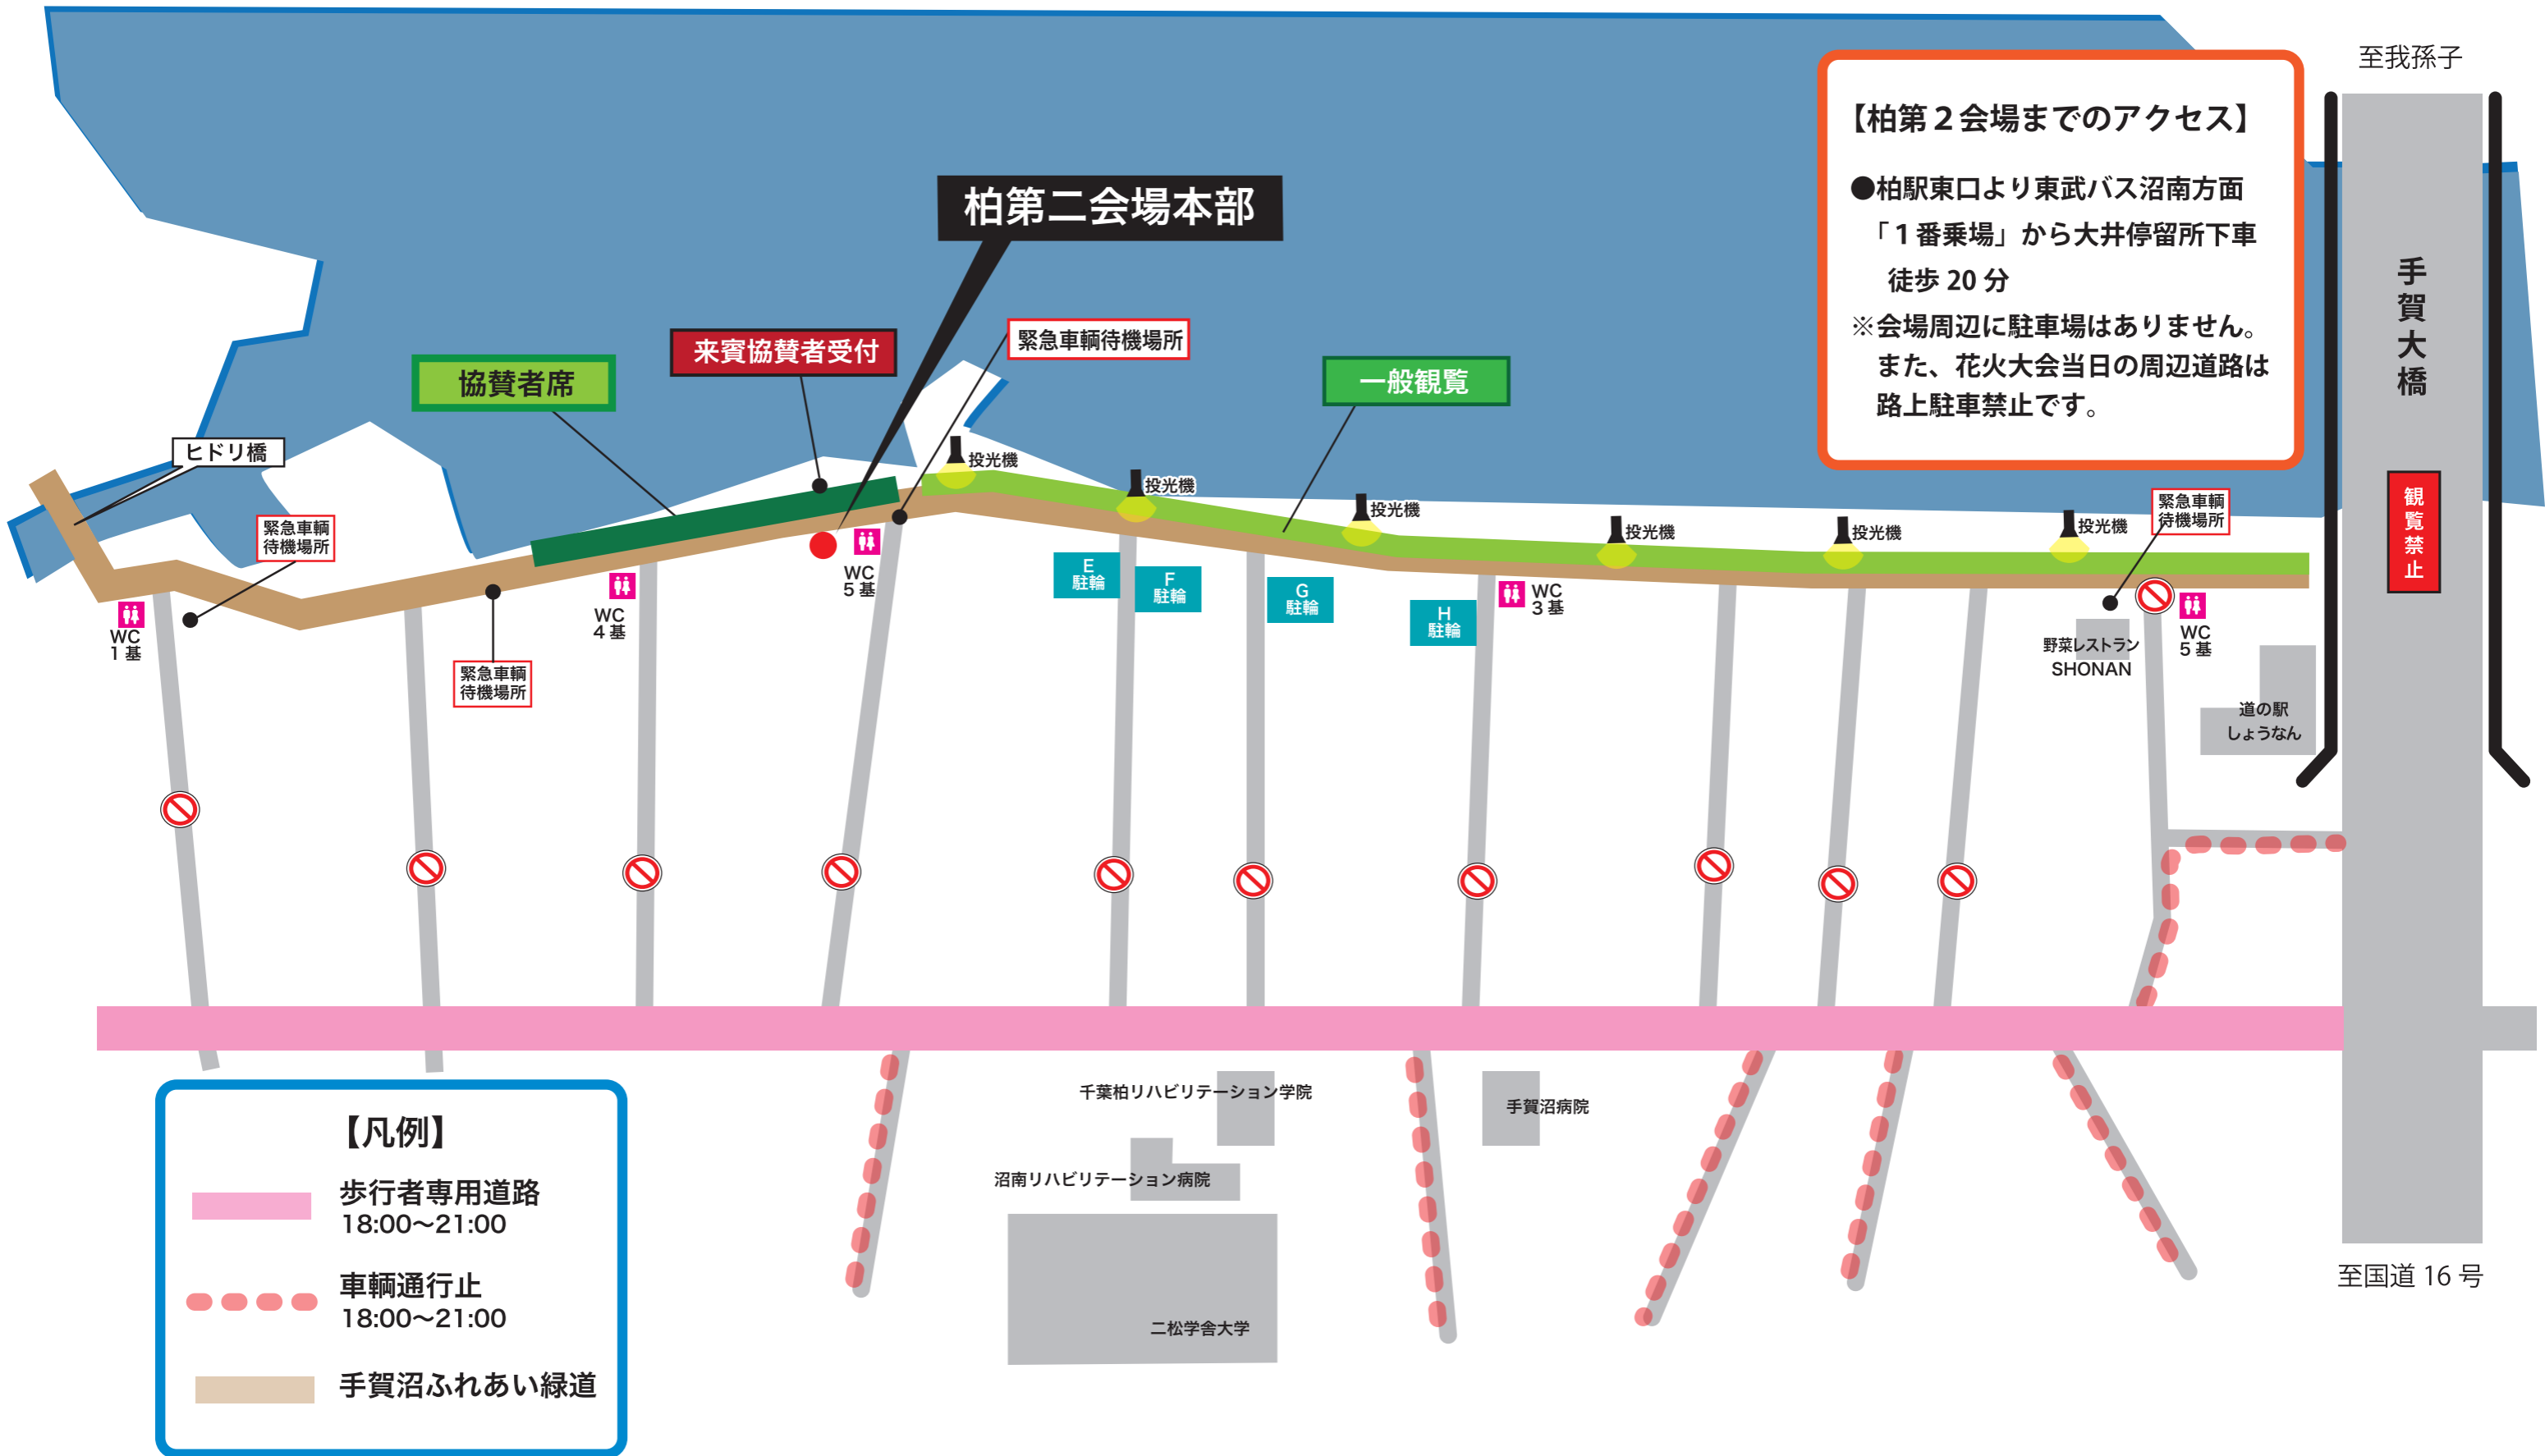 至我孫子
【柏第２会場までのアクセス】
●柏駅東口より東武バス沼南方面
「１番乗場」から大井停留所下車
徒歩 20 分
※会場周辺に駐車場はありません。
また、花火大会当日の周辺道路は
路上駐車禁止です。
手賀大橋
観覧禁止
柏第二会場本部
緊急車輌待機場所
来賓協賛者受付
協賛者席
一般観覧
ヒドリ橋
投光機
投光機
投光機
投光機
投光機
投光機
緊急車輌
待機場所
緊急車輌
待機場所
緊急車輌
待機場所
WC
1 基
WC
4 基
WC
5 基
E
駐輪
F
駐輪
G
駐輪
H
駐輪
WC
3 基
WC
5 基
野菜レストラン
SHONAN
道の駅
しょうなん
千葉柏リハビリテーション学院
手賀沼病院
沼南リハビリテーション病院
二松学舎大学
至国道 16 号
【凡例】
歩行者専用道路
18:00〜21:00
車輌通行止
18:00〜21:00
手賀沼ふれあい緑道